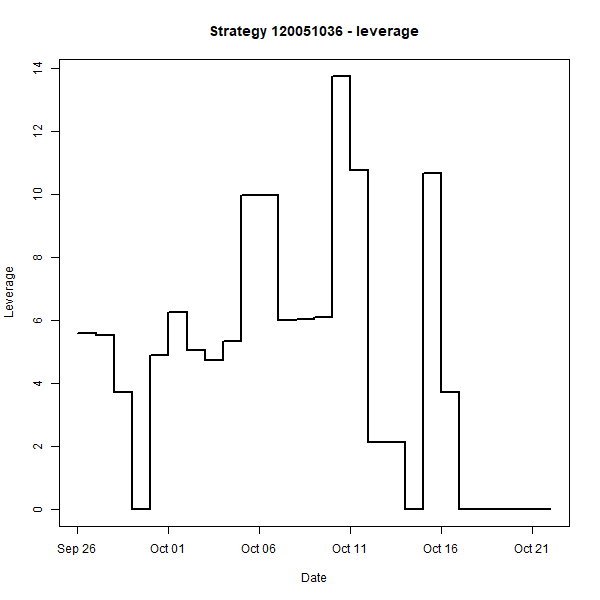 Strategy 120051036 - leverage
14
12
10
8
6
4
2
0
Leverage
Sep 26
Oct 01
Oct 06
Oct 11
Oct 16
Oct 21
Date